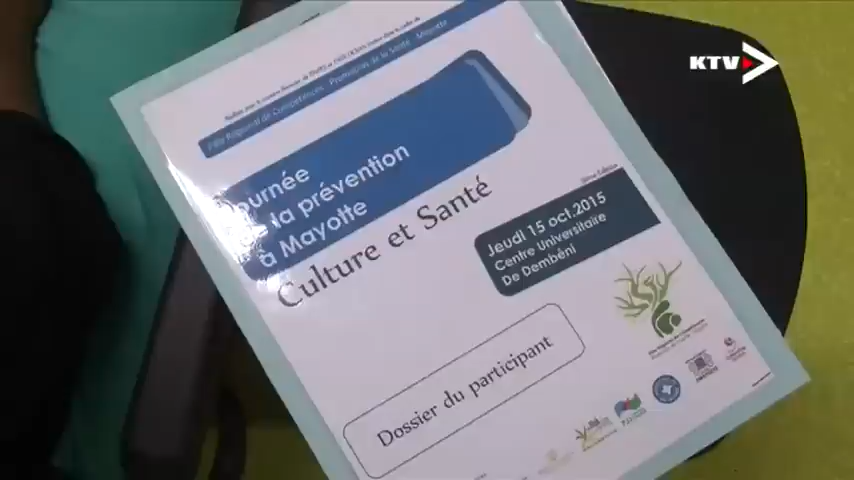 KTV
Pôle Régional de Compétences - Promotion de la Santé - Mayotte
Journée
la prévention
à Mayotte
Culture et Santé
Jeudi 15 oct.2015
Centre Universitaire
De Dembéni
Dossier du participant